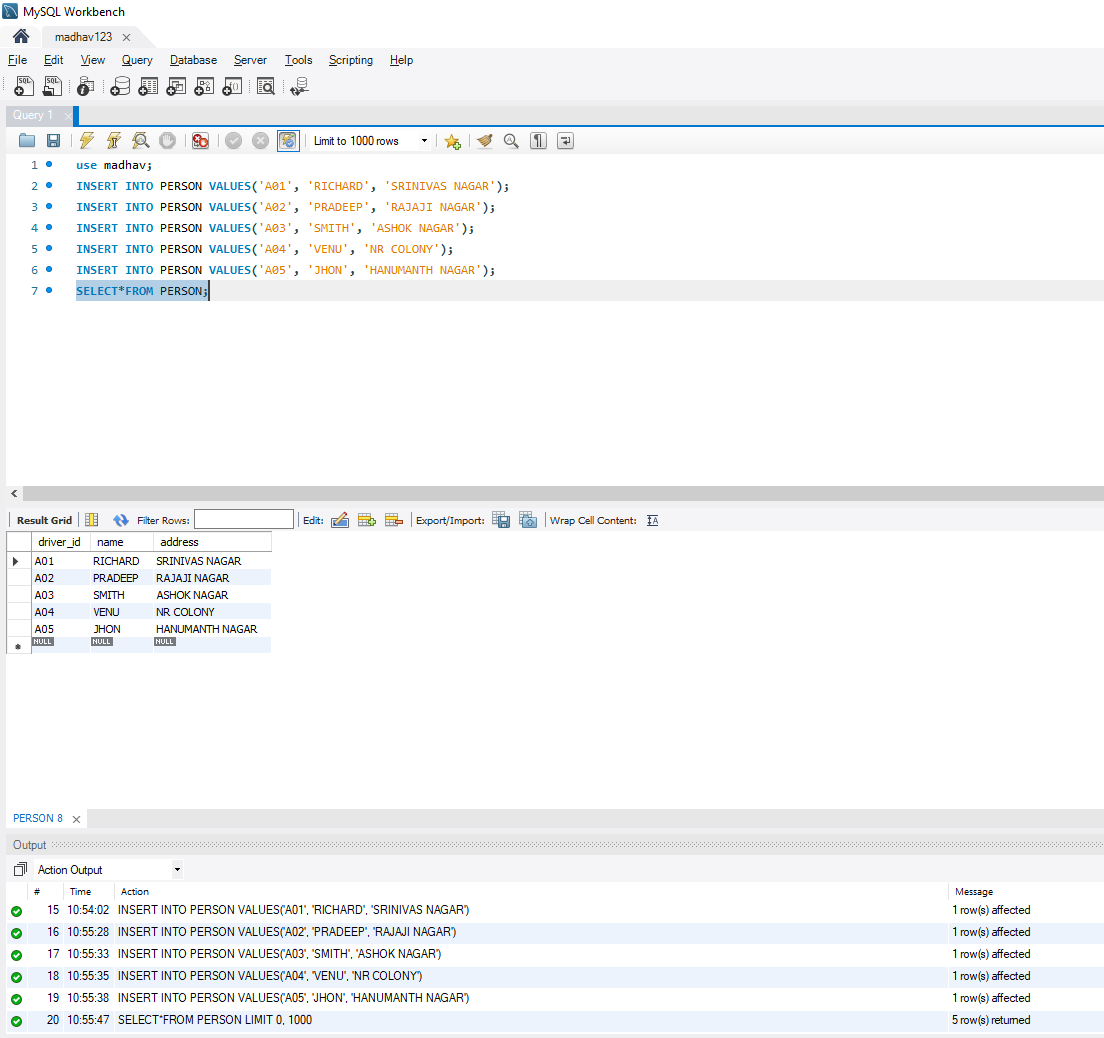 MySQL Workbench
madhav123
File Edit View Query Database Server Tools Scripting Help
Query 1
Limit to 1000 rows
1 use madhav;
2 INSERT INTO PERSON VALUES('A01', 'RICHARD', 'SRINIVAS NAGAR');
3 INSERT INTO PERSON VALUES('A02', 'PRADEEP', 'RAJAJI NAGAR');
4 INSERT INTO PERSON VALUES('A03', 'SMITH', 'ASHOK NAGAR');
5 INSERT INTO PERSON VALUES('A04', 'VENU', 'NR COLONY');
6 INSERT INTO PERSON VALUES('A05', 'JHON', 'HANUMANTH NAGAR');
7 SELECT*FROM PERSON;
Result Grid Filter Rows: Edit: Export/Import: Wrap Cell Content:
driver_id name address
A01 RICHARD SRINIVAS NAGAR
A02 PRADEEP RAJAJI NAGAR
A03 SMITH ASHOK NAGAR
A04 VENU NR COLONY
A05 JHON HANUMANTH NAGAR
NULL NULL NULL
PERSON 8
Output
Action Output
# Time Action Message
15 10:54:02 INSERT INTO PERSON VALUES('A01', 'RICHARD', 'SRINIVAS NAGAR') 1 row(s) affected
16 10:55:28 INSERT INTO PERSON VALUES('A02', 'PRADEEP', 'RAJAJI NAGAR') 1 row(s) affected
17 10:55:33 INSERT INTO PERSON VALUES('A03', 'SMITH', 'ASHOK NAGAR') 1 row(s) affected
18 10:55:35 INSERT INTO PERSON VALUES('A04', 'VENU', 'NR COLONY') 1 row(s) affected
19 10:55:38 INSERT INTO PERSON VALUES('A05', 'JHON', 'HANUMANTH NAGAR') 1 row(s) affected
20 10:55:47 SELECT*FROM PERSON LIMIT 0, 1000 5 row(s) returned